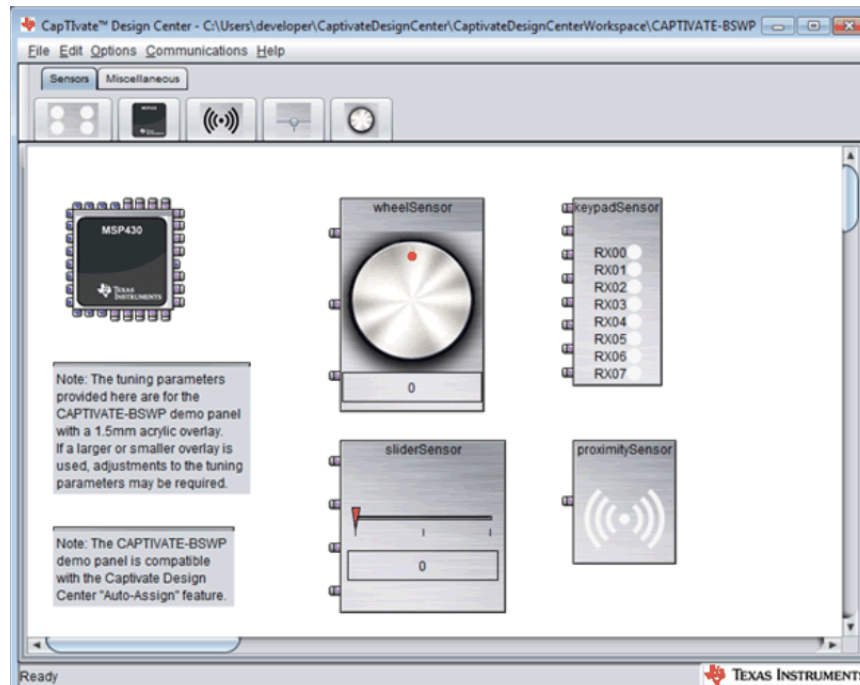 CapTIvate™ Design Center - C:\Users\developer\CaptivateDesignCenter\CaptivateDesignCenterWorkspace\CAPTIVATE-BSWP
File Edit Options Communications Help
Sensors Miscellaneous
MSP430
TEXAS INSTRUMENTS
Note: The tuning parameters
provided here are for the
CAPTIVATE-BSWP demo panel
with a 1.5mm acrylic overlay.
If a larger or smaller overlay is
used, adjustments to the tuning
parameters may be required.
Note: The CAPTIVATE-BSWP
demo panel is compatible
with the Captivate Design
Center "Auto-Assign" feature.
wheelSensor
0
sliderSensor
0
keypadSensor
RX00
RX01
RX02
RX03
RX04
RX05
RX06
RX07
proximitySensor
Ready
TEXAS INSTRUMENTS